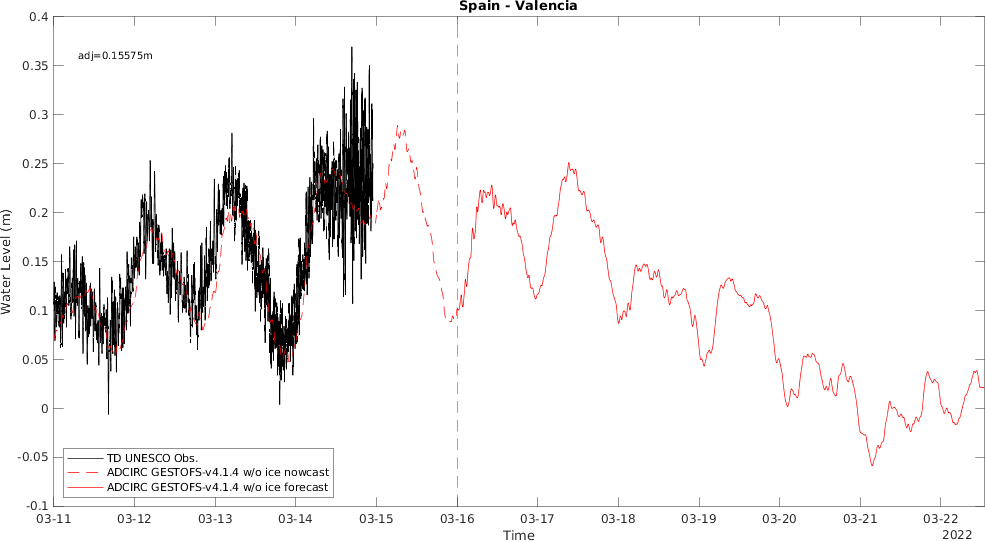 Spain - Valencia
adj=0.15575m
Water Level (m)
0.4
0.35
0.3
0.25
0.2
0.15
0.1
0.05
0
-0.05
-0.1
TD UNESCO Obs.
ADCIRC GESTOFS-v4.1.4 w/o ice nowcast
ADCIRC GESTOFS-v4.1.4 w/o ice forecast
03-11 03-12 03-13 03-14 03-15 03-16 03-17 03-18 03-19 03-20 03-21 03-22
Time
2022